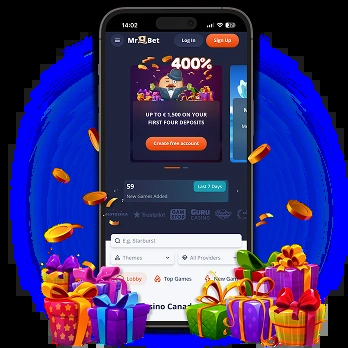 14:02
Mr Bet
Log In
Sign Up
400%
UP TO € 1,500 ON YOUR
FIRST FOUR DEPOSITS
Create free account
59
New Games Added
Last 7 Days
Trustpilot
GURU
CASINO
E.g. Starburst
Themes
All Providers
Lobby
Top Games
New Gam
sino Canad